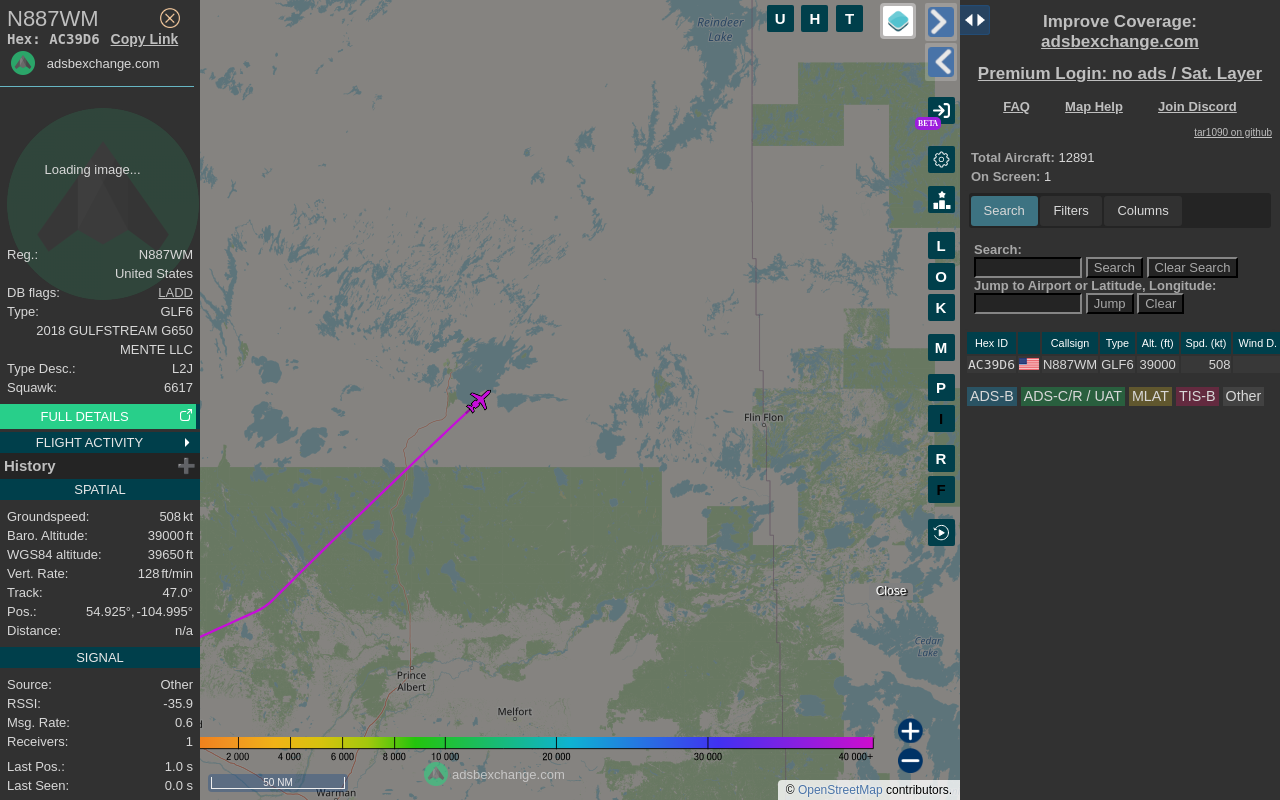 N887WM
Hex: AC39D6 Copy Link
adsbexchange.com
Loading image...
Reg.: N887WM
United States
DB flags: LADD
Type: GLF6
2018 GULFSTREAM G650
MENTE LLC
Type Desc.: L2J
Squawk: 6617
FULL DETAILS
FLIGHT ACTIVITY
History
SPATIAL
Groundspeed: 508 kt
Baro. Altitude: 39000 ft
WGS84 altitude: 39650 ft
Vert. Rate: 128 ft/min
Track: 47.0°
Pos.: 54.925°, -104.995°
Distance: n/a
SIGNAL
Source: Other
RSSI: -35.9
Msg. Rate: 0.6
Receivers: 1
Last Pos.: 1.0 s
Last Seen: 0.0 s
Reindeer
Lake
U H T
BETA
L
O
K
M
P
I
R
F
Flin Flon
Close
Cedar
Lake
Prince
Albert
Melfort
2 000 4 000 6 000 8 000 10 000 20 000 30 000 40 000+
adsbexchange.com
50 NM
Warman
© OpenStreetMap contributors.
Improve Coverage:
adsbexchange.com
Premium Login: no ads / Sat. Layer
FAQ Map Help Join Discord
tar1090 on github
Total Aircraft: 12891
On Screen: 1
Search Filters Columns
Search:
Search Clear Search
Jump to Airport or Latitude, Longitude:
Jump Clear
Hex ID Callsign Type Alt. (ft) Spd. (kt) Wind D.
AC39D6 N887WM GLF6 39000 508
ADS-B ADS-C/R / UAT MLAT TIS-B Other